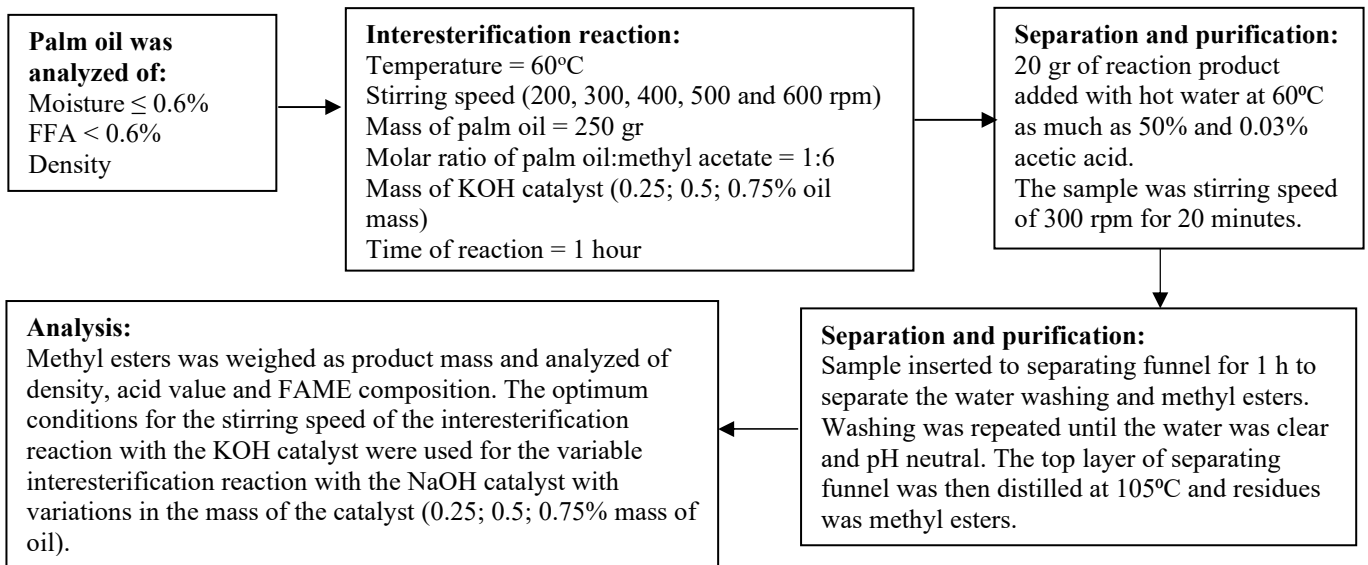 Palm oil was
analyzed of:
Moisture ≤ 0.6%
FFA < 0.6%
Density
Interesterification reaction:
Temperature = 60°C
Stirring speed (200, 300, 400, 500 and 600 rpm)
Mass of palm oil = 250 gr
Molar ratio of palm oil:methyl acetate = 1:6
Mass of KOH catalyst (0.25; 0.5; 0.75% oil
mass)
Time of reaction = 1 hour
Separation and purification:
20 gr of reaction product
added with hot water at 60ºC
as much as 50% and 0.03%
acetic acid.
The sample was stirring speed
of 300 rpm for 20 minutes.
Separation and purification:
Sample inserted to separating funnel for 1 h to
separate the water washing and methyl esters.
Washing was repeated until the water was clear
and pH neutral. The top layer of separating
funnel was then distilled at 105ºC and residues
was methyl esters.
Analysis:
Methyl esters was weighed as product mass and analyzed of
density, acid value and FAME composition. The optimum
conditions for the stirring speed of the interesterification
reaction with the KOH catalyst were used for the variable
interesterification reaction with the NaOH catalyst with
variations in the mass of the catalyst (0.25; 0.5; 0.75% mass of
oil).